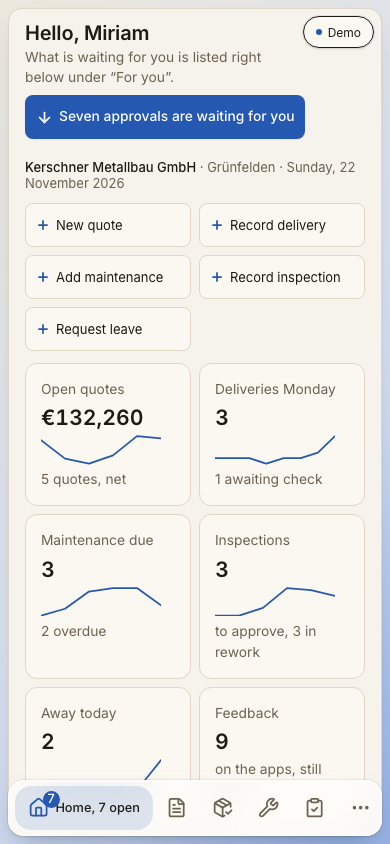 Hello, Miriam
Demo
What is waiting for you is listed right
below under “For you”.
Seven approvals are waiting for you
Kerschner Metallbau GmbH · Grünfelden · Sunday, 22
November 2026
New quote
Record delivery
Add maintenance
Record inspection
Request leave
Open quotes
€132,260
5 quotes, net
Deliveries Monday
3
1 awaiting check
Maintenance due
3
2 overdue
Inspections
3
to approve, 3 in
rework
Away today
2
Feedback
9
on the apps, still
7
Home, 7 open